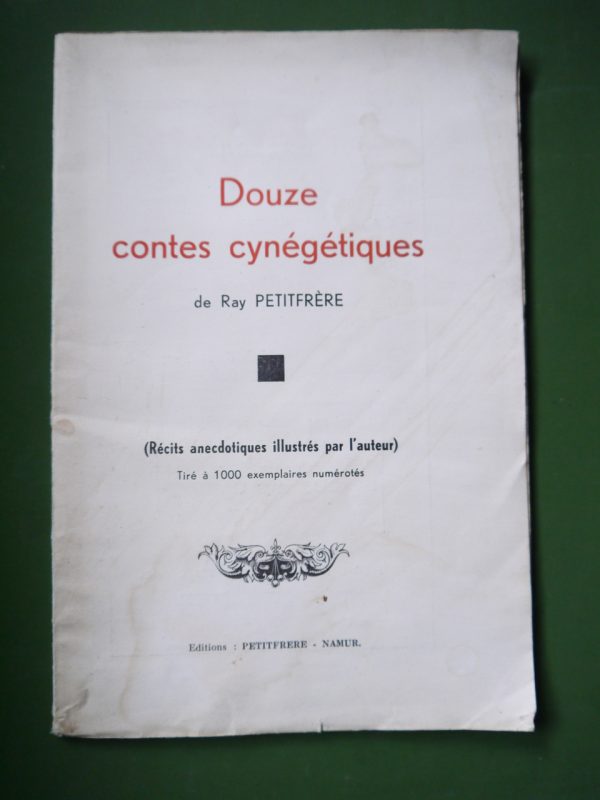 Douze
contes cynégétiques
de Ray PETITFRÈRE
(Récits anecdotiques illustrés par l'auteur)
Tiré à 1000 exemplaires numérotés
Editions : PETITFRERE - NAMUR.